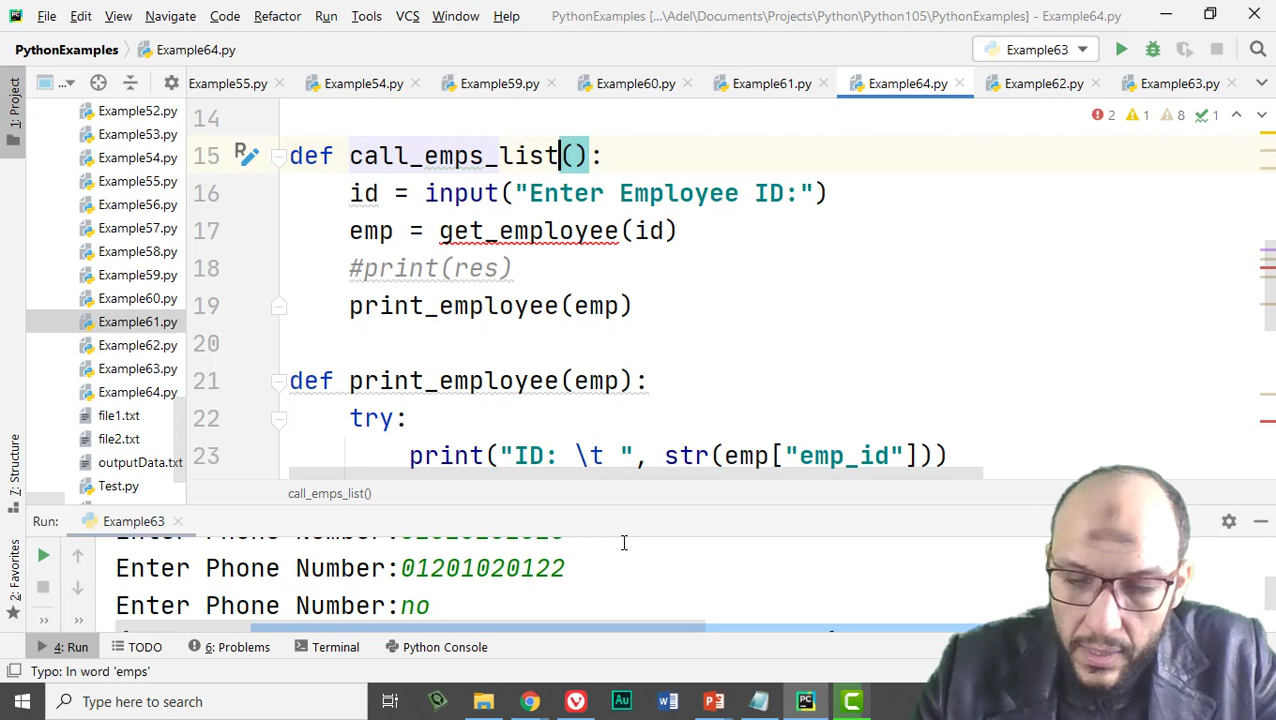 File Edit View Navigate Code Refactor Run Tools VCS Window Help PythonExamples [...\Adel\Documents\Projects\Python\Python105\PythonExamples] - Example64.py
PythonExamples Example64.py Example63
Example55.py Example54.py Example59.py Example60.py Example61.py Example64.py Example62.py Example63.py
1: Project
7: Structure
2: Favorites
Example52.py
Example53.py
Example54.py
Example55.py
Example56.py
Example57.py
Example58.py
Example59.py
Example60.py
Example61.py
Example62.py
Example63.py
Example64.py
file1.txt
file2.txt
outputData.txt
Test.py
2 1 8 1
14
15 def call_emps_list():
16 id = input("Enter Employee ID:")
17 emp = get_employee(id)
18 #print(res)
19 print_employee(emp)
20
21 def print_employee(emp):
22 try:
23 print("ID: \t ", str(emp["emp_id"]))
call_emps_list()
Run: Example63
Enter Phone Number:01201020122
Enter Phone Number:no
4: Run TODO 6: Problems Terminal Python Console
Typo: In word 'emps'
Type here to search